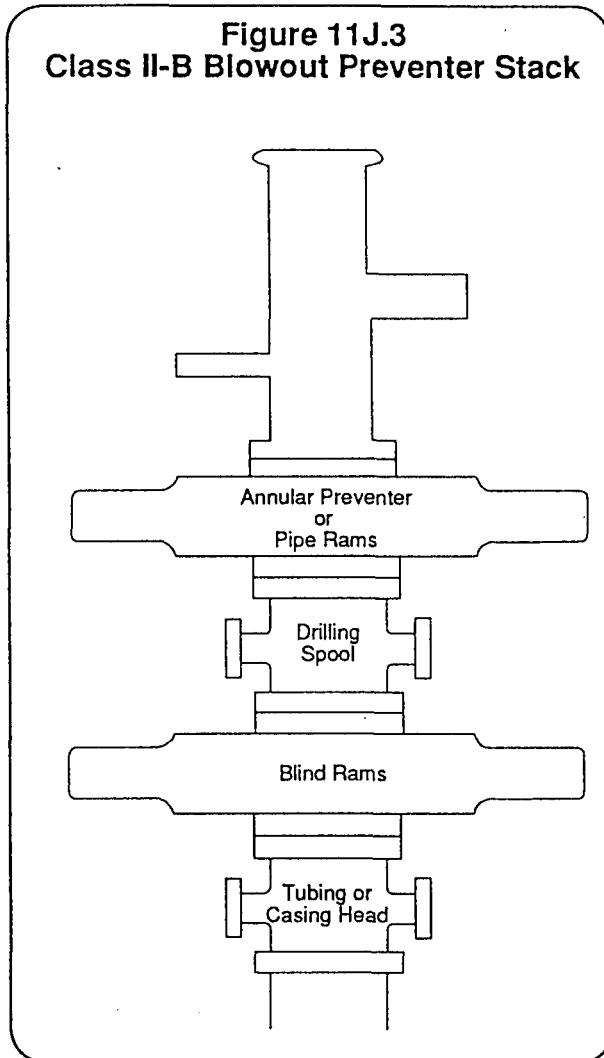 Figure 11J.3
Class II-B Blowout Preventer Stack
Annular Preventer
or
Pipe Rams
Drilling
Spool
Blind Rams
Tubing or
Casing Head